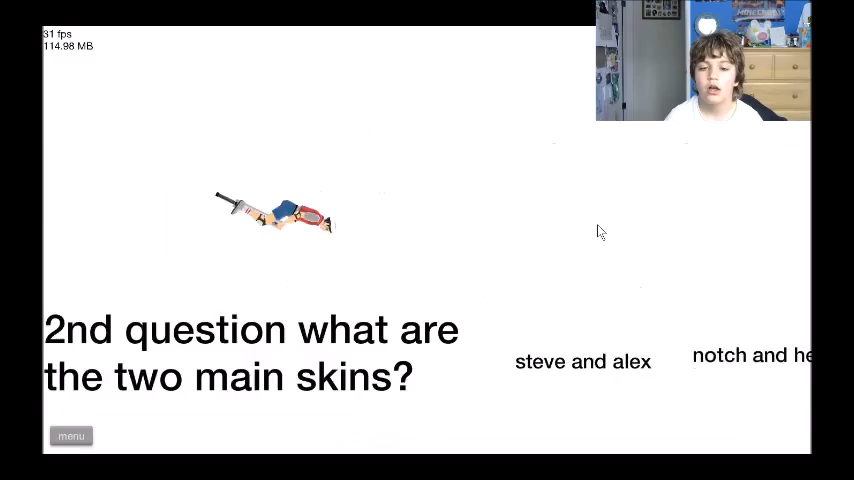 31 fps
114.98 MB
2nd question what are
the two main skins?
steve and alex
notch and he
menu